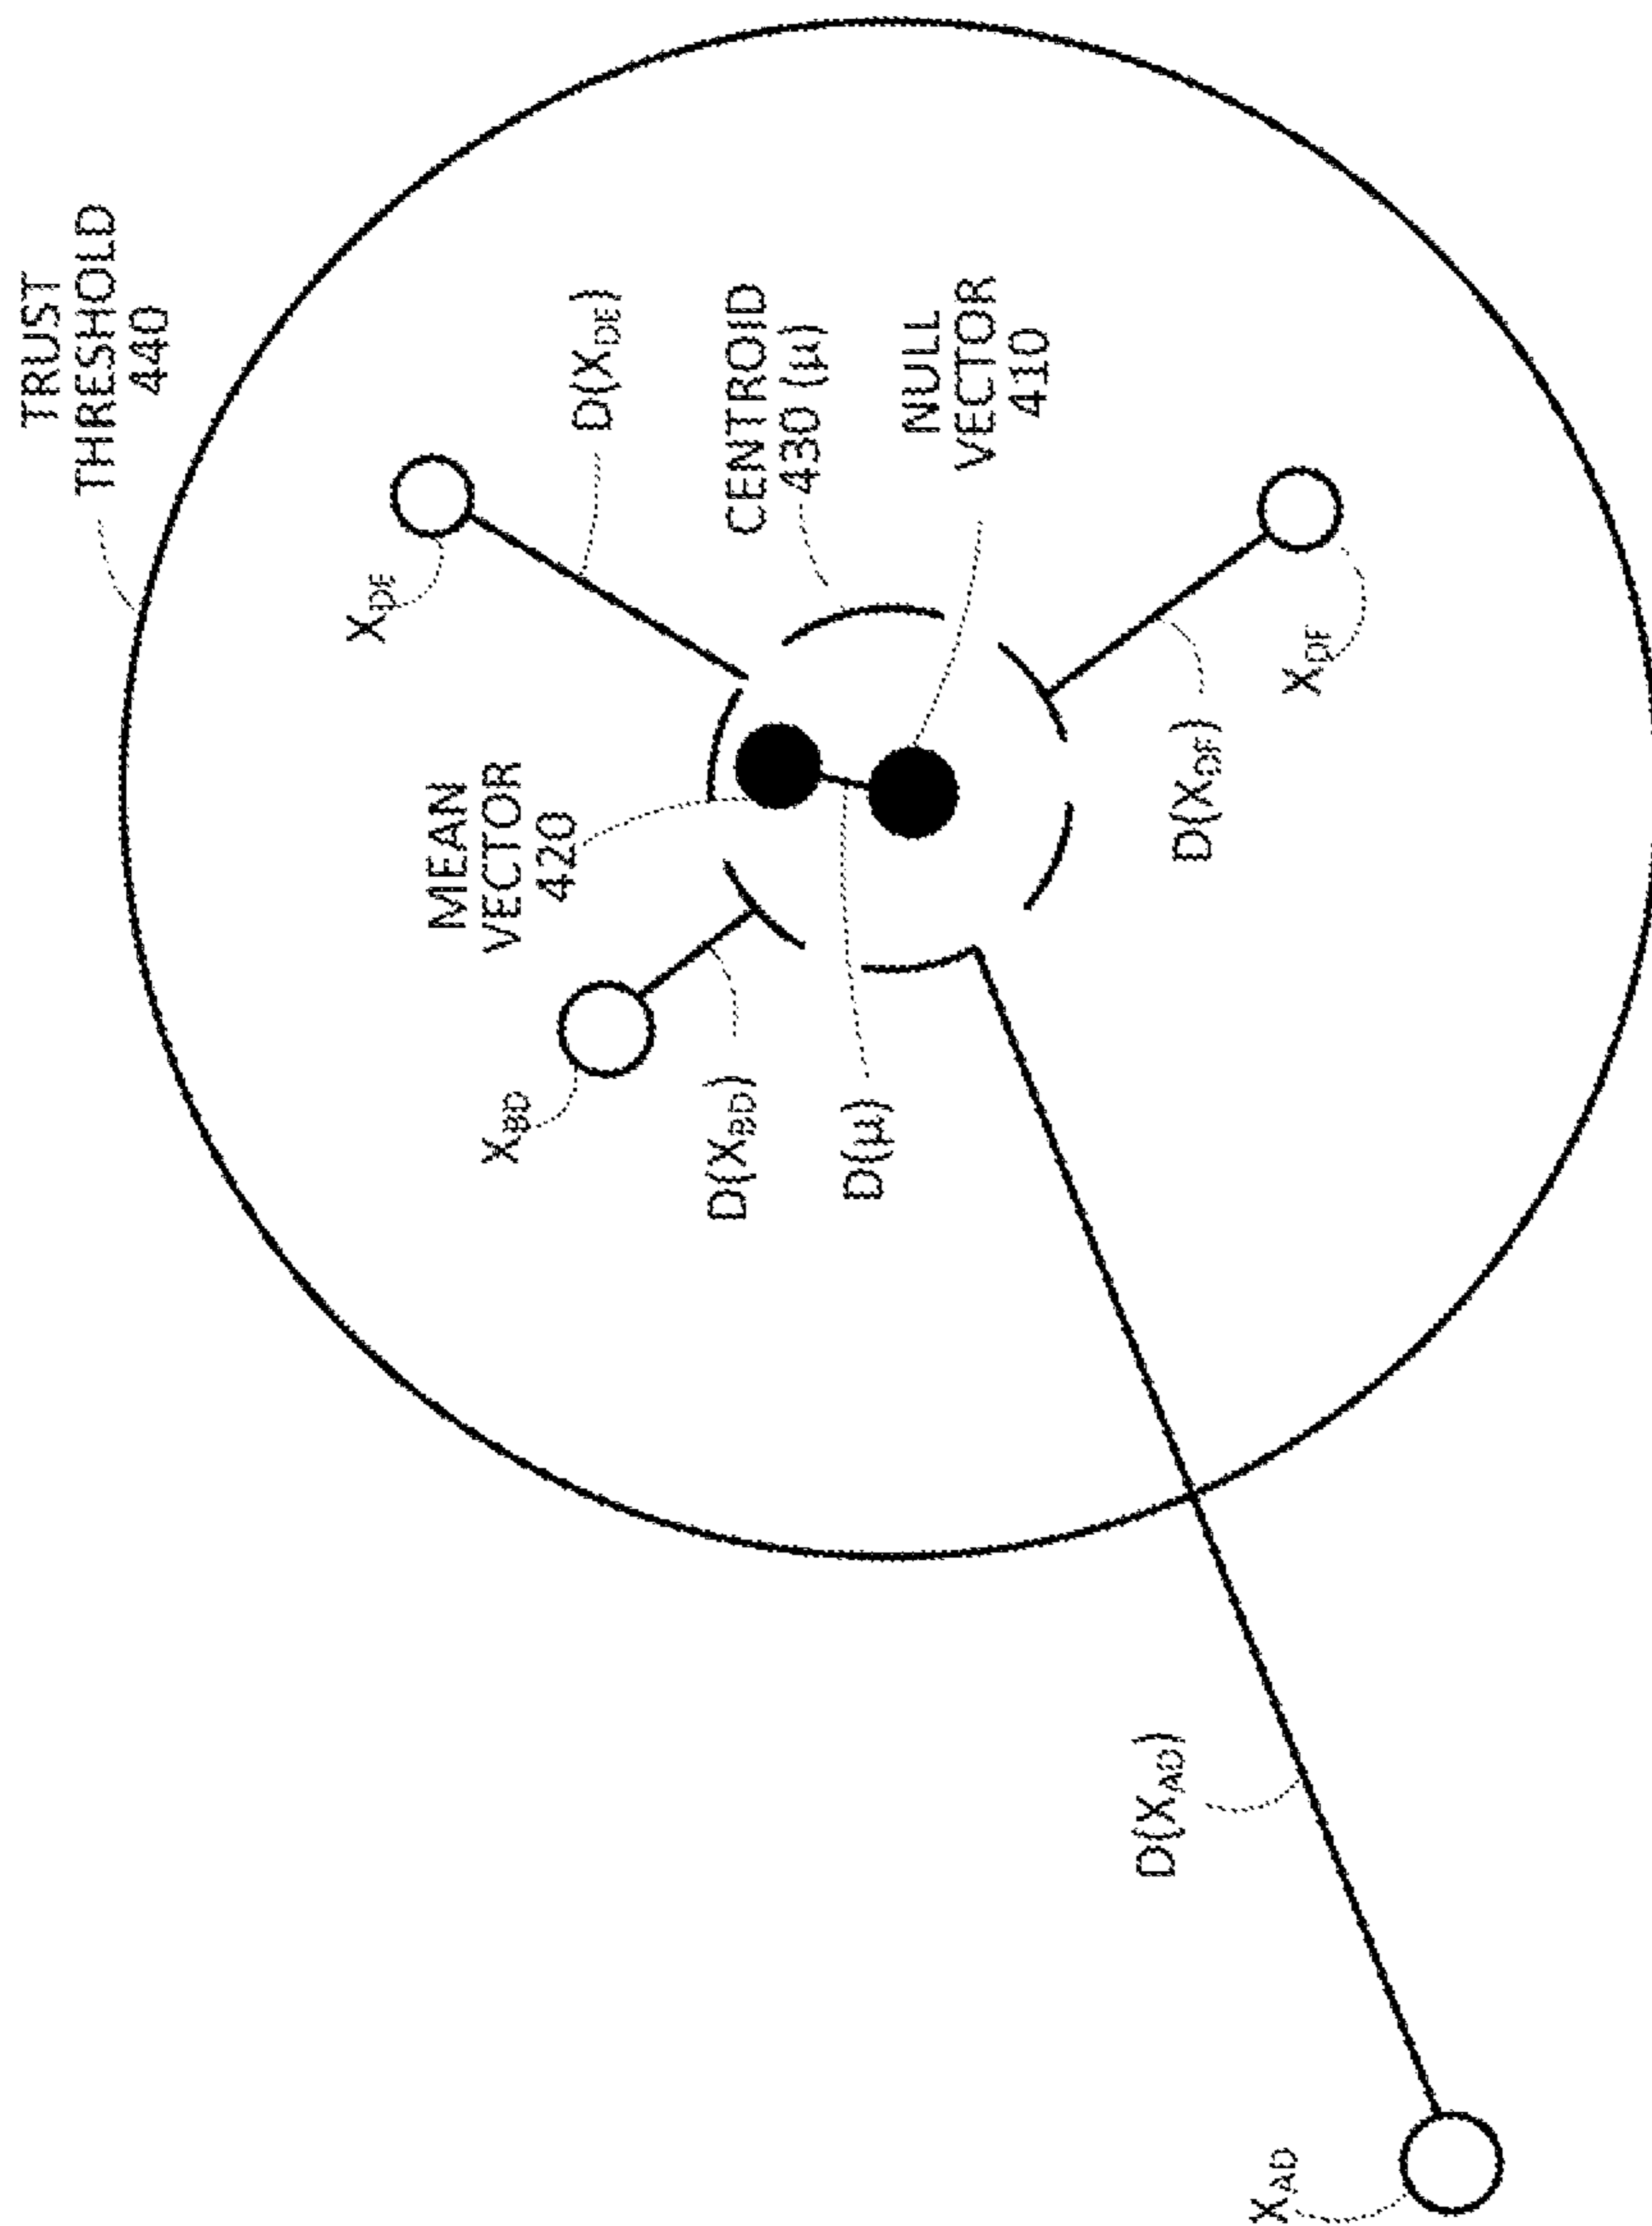 TRUST
THRESHOLD
440
X_DE
MEAN
VECTOR
420
X_BD
D(X_DE)
D(X_BD)
CENTROID
430 (µ)
D(µ)
NULL
VECTOR
410
D(X_AD)
D(X_DF)
X_AD
X_DF